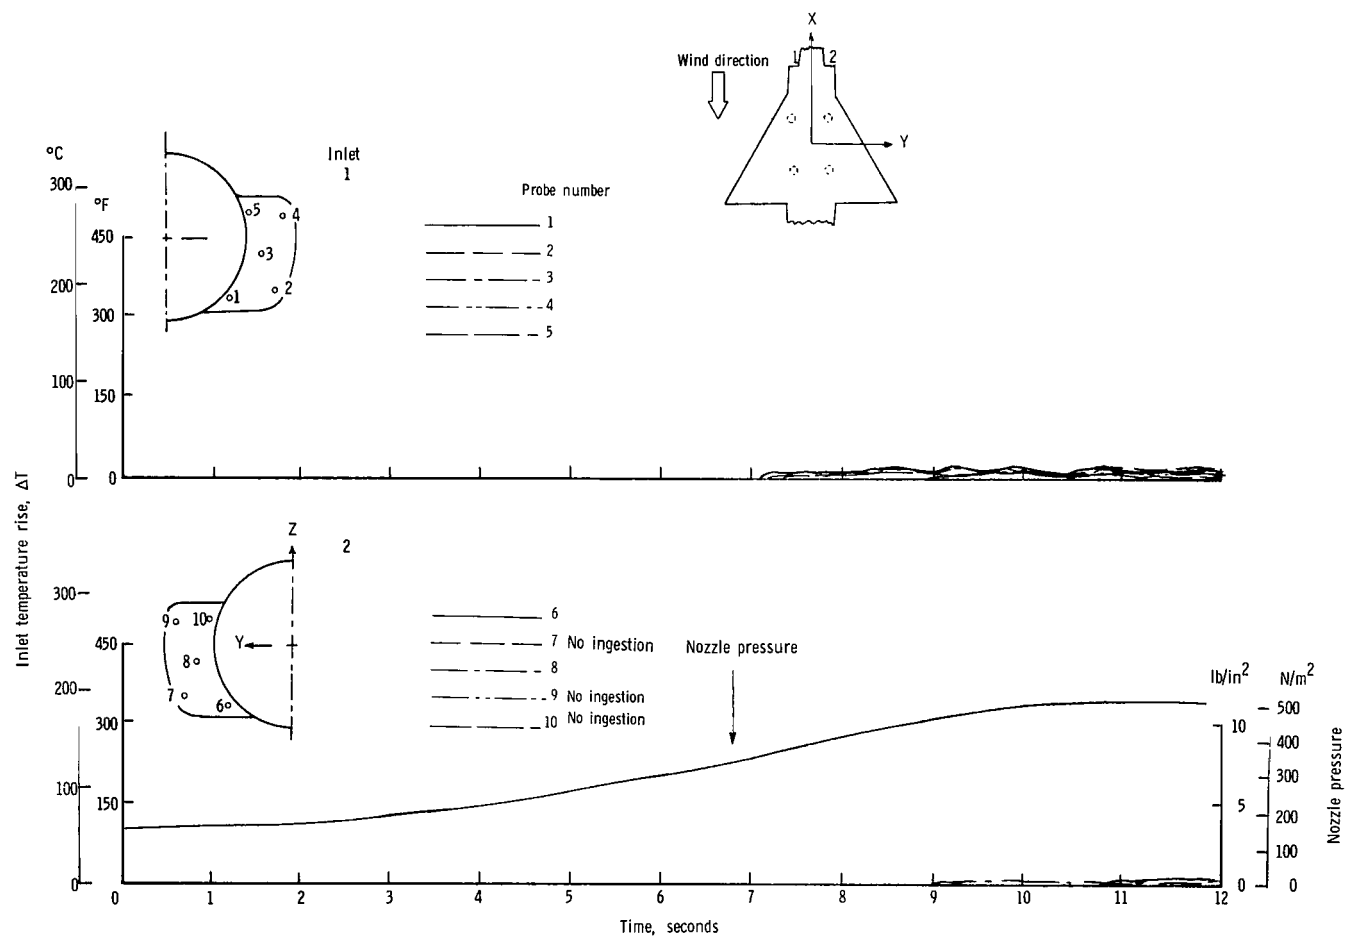 X
1 2
Wind direction
Y
°C
Inlet
1
300
°F
Probe number
5 4
450
3
1
2
3
4
5
200
1 2
300
100
150
0 0
Inlet temperature rise, ΔT
Z
2
300
6
9 10
450
Y
7 No ingestion
Nozzle pressure
8
8
lb/in2 N/m2
200
7
6
9 No ingestion
300
10 No ingestion
500
10
400
300
100
150
5
200
100
Nozzle pressure
0
0 0
0 1 2 3 4 5 6 7 8 9 10 11 12
Time, seconds